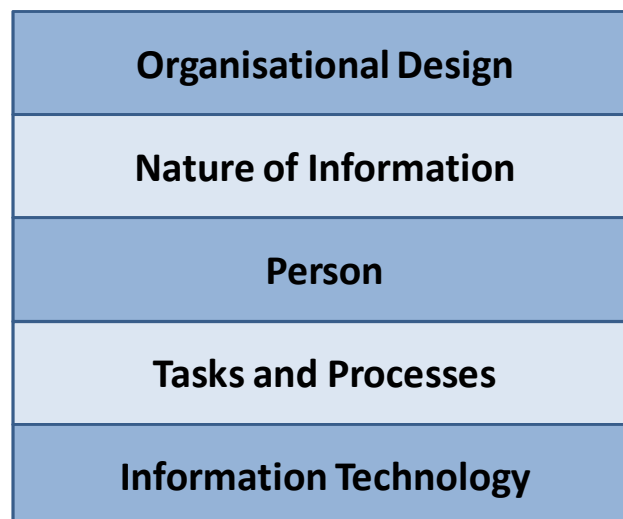 Organisational Design
Nature of Information
Person
Tasks and Processes
Information Technology